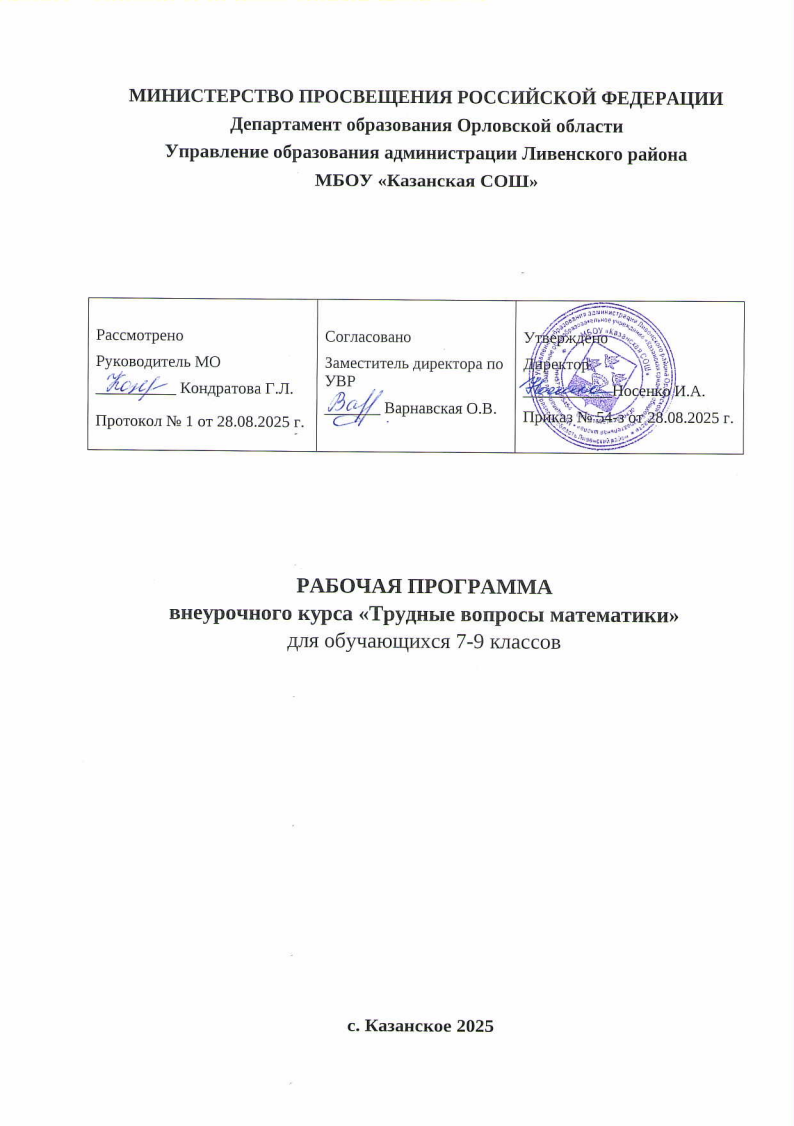 МИНИСТЕРСТВО ПРОСВЕЩЕНИЯ РОССИЙСКОЙ ФЕДЕРАЦИИ
Департамент образования Орловской области
Управление образования администрации Ливенского района
МБОУ «Казанская СОШ»
Рассмотрено
Руководитель МО
Кондратова Г.Л.
Протокол № 1 от 28.08.2025 г.
Согласовано
Заместитель директора по
УВР
Варнавская О.В.
Утверждено
Директор
Носенко И.А.
Приказ № 54-з от 28.08.2025 г.
МБОУ «Казанская СОШ»
РАБОЧАЯ ПРОГРАММА
внеурочного курса «Трудные вопросы математики»
для обучающихся 7-9 классов
с. Казанское 2025